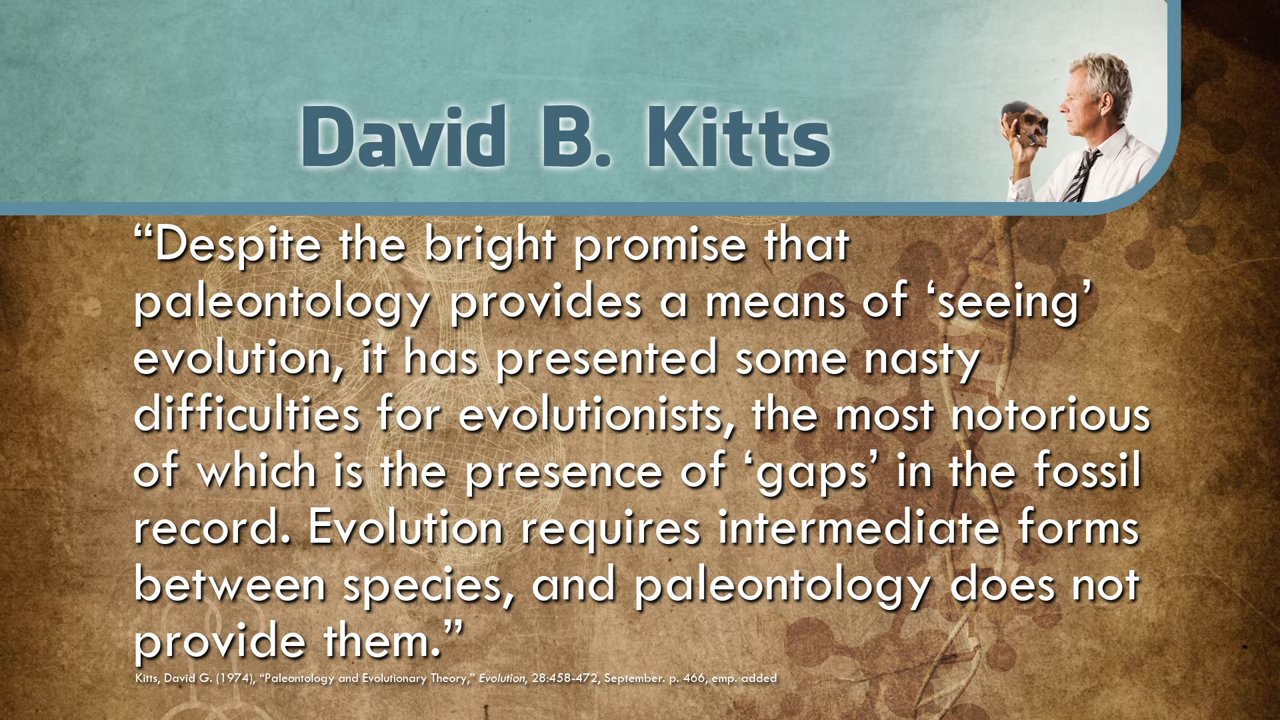 David B. Kitts
“Despite the bright promise that
paleontology provides a means of ‘seeing’
evolution, it has presented some nasty
difficulties for evolutionists, the most notorious
of which is the presence of ‘gaps’ in the fossil
record. Evolution requires intermediate forms
between species, and paleontology does not
provide them.”
Kitts, David G. (1974), “Paleontology and Evolutionary Theory,” Evolution, 28:458-472, September. p. 466, emp. added